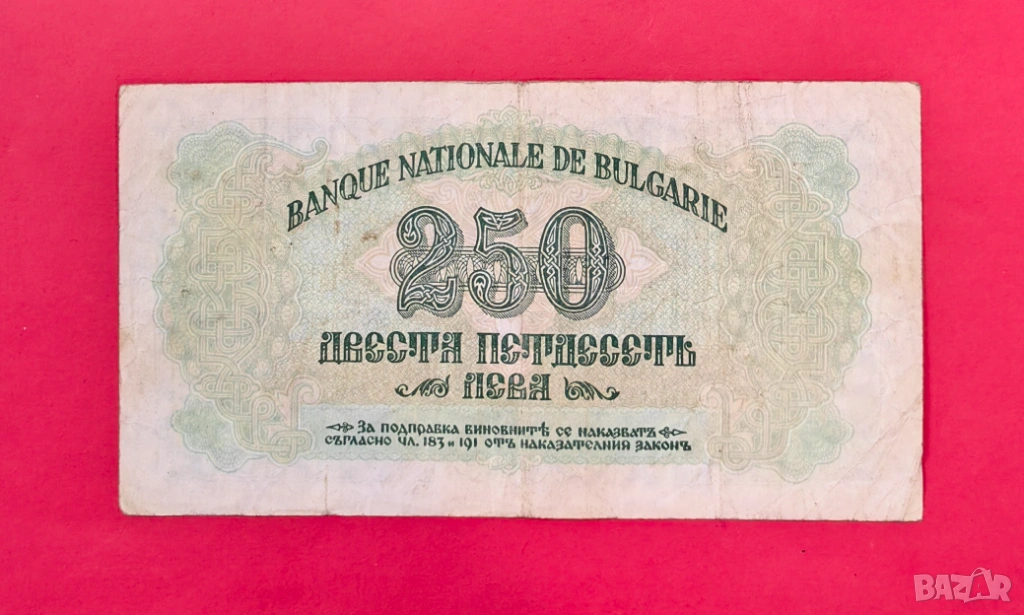 BANQUE NATIONALE DE BULGARIE
250
ДВЕСТА ПЕТДЕСЕТЬ
ЛЕВА
ЗА ПОДПРАВКА ВИНОВНИТѢ СЕ НАКАЗВАТЪ
СЪГЛАСНО ЧЛ. 183 И 191 ОТЪ НАКАЗАТЕЛНИЯ ЗАКОНЪ
BAZAR